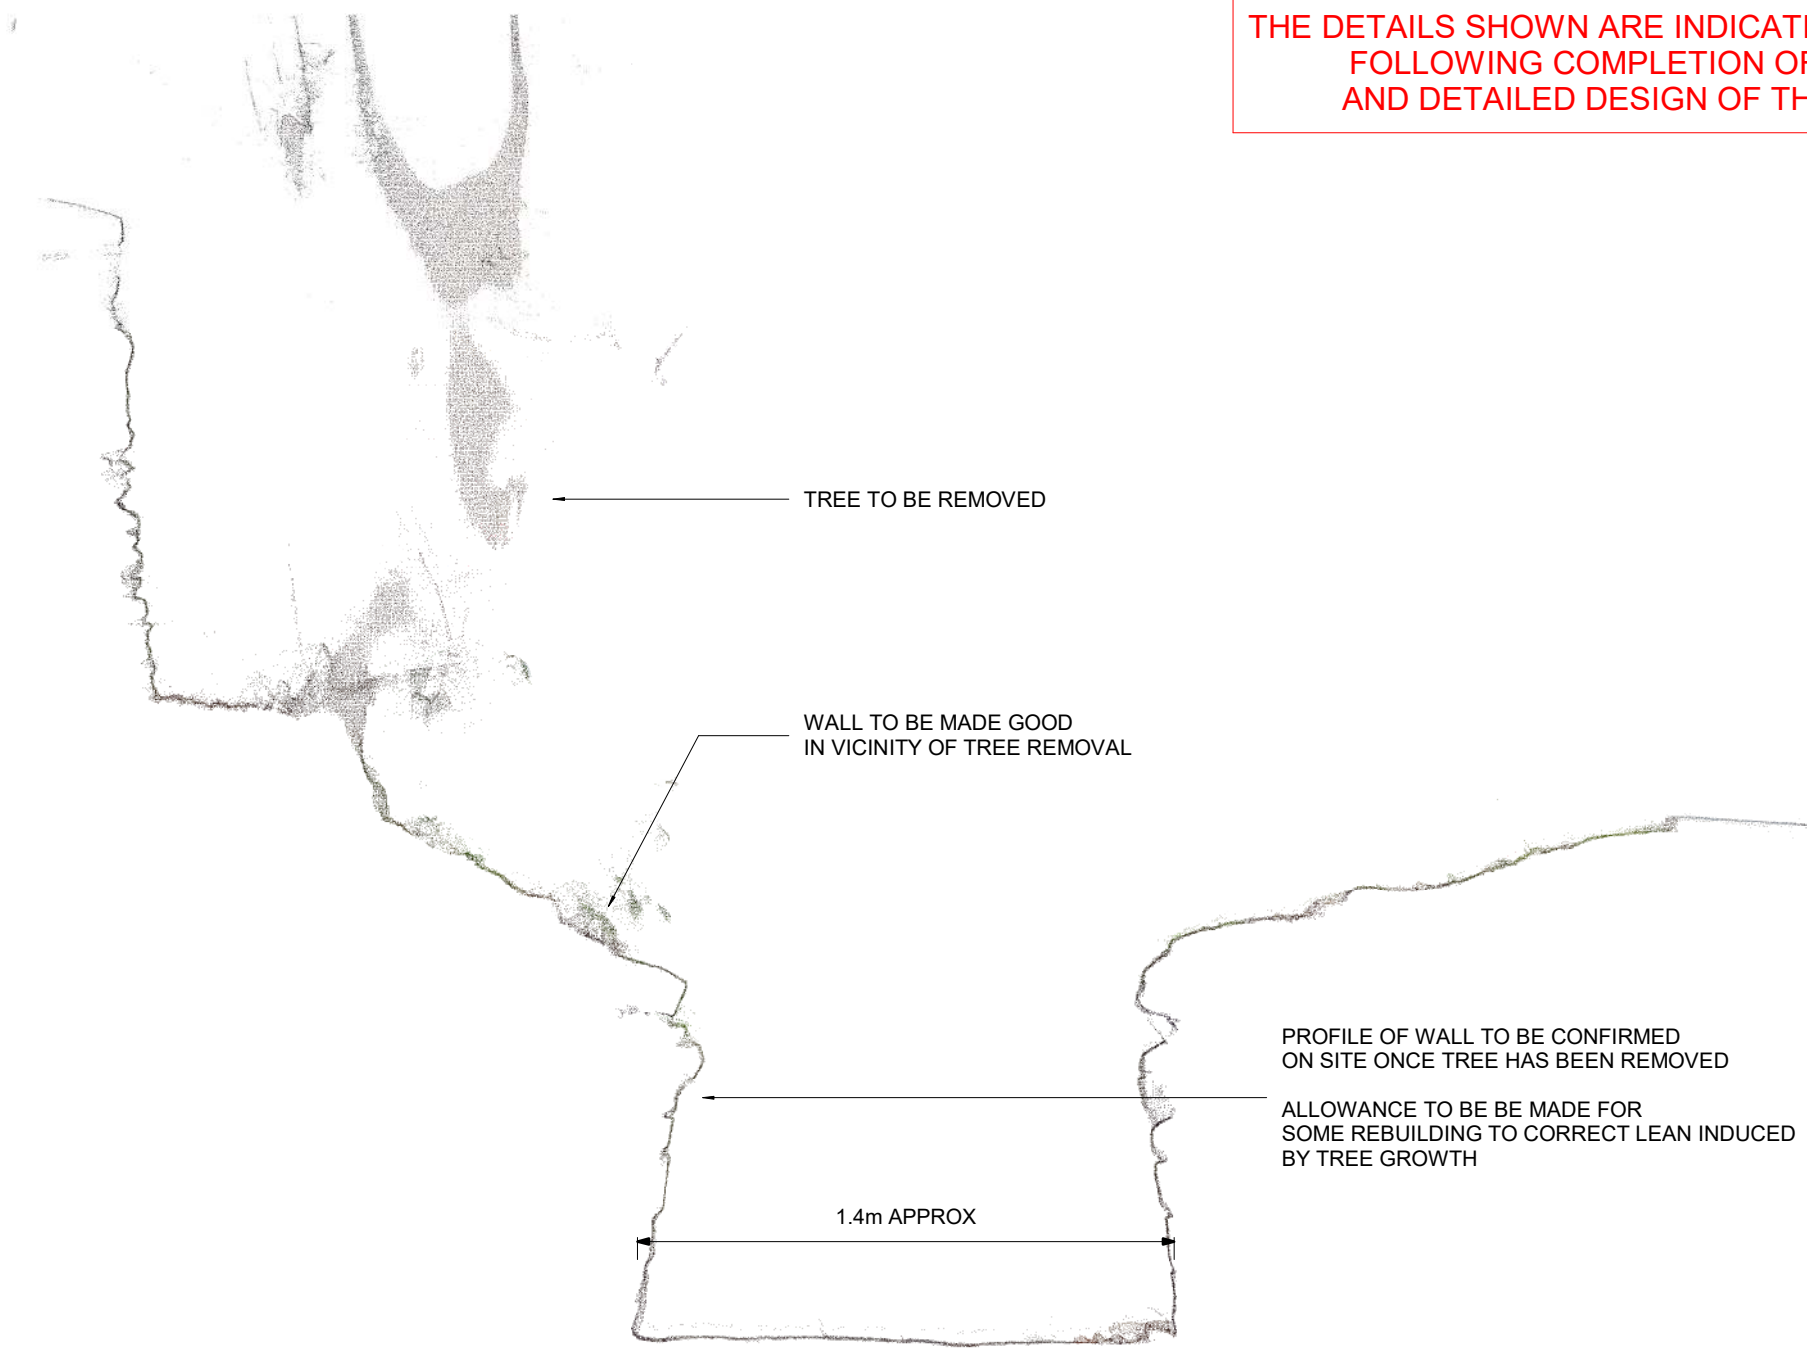 THE DETAILS SHOWN ARE INDICATI
FOLLOWING COMPLETION OF
AND DETAILED DESIGN OF TH
TREE TO BE REMOVED
WALL TO BE MADE GOOD
IN VICINITY OF TREE REMOVAL
PROFILE OF WALL TO BE CONFIRMED
ON SITE ONCE TREE HAS BEEN REMOVED
ALLOWANCE TO BE BE MADE FOR
SOME REBUILDING TO CORRECT LEAN INDUCED
BY TREE GROWTH
1.4m APPROX